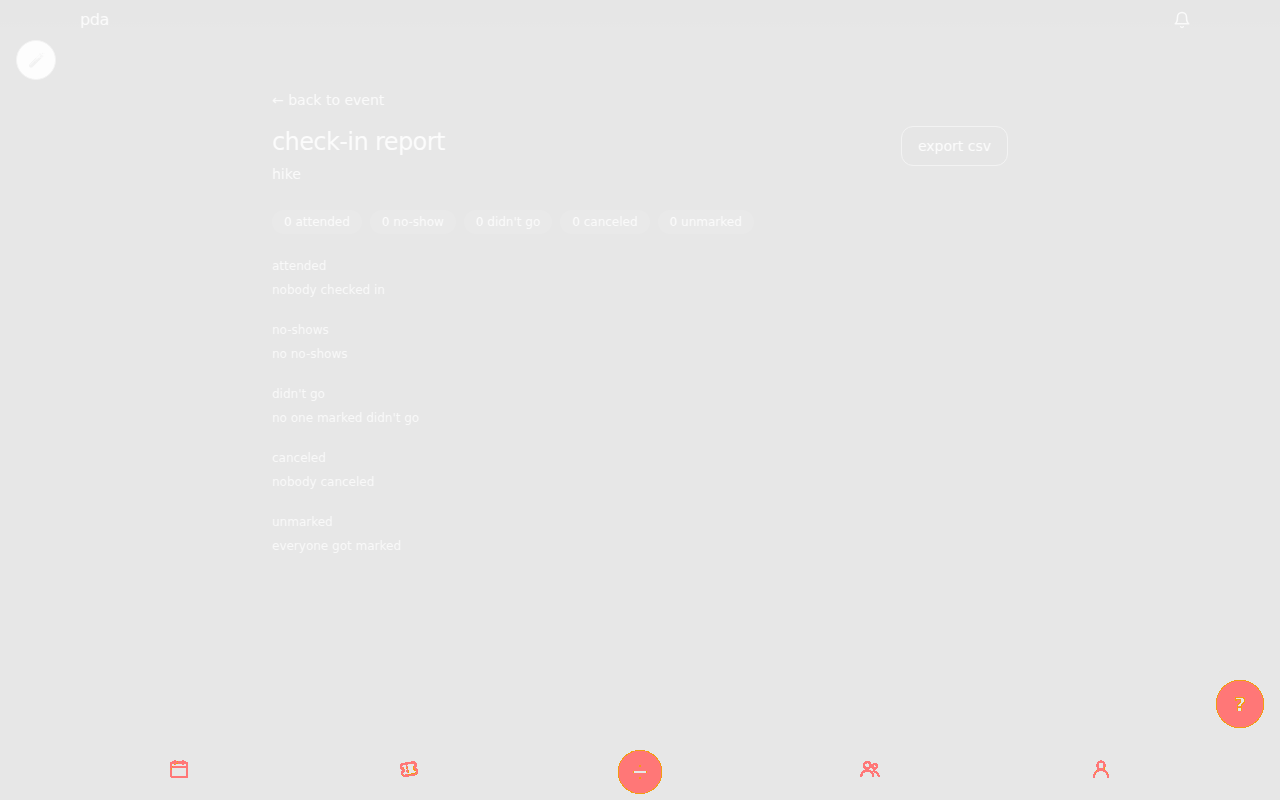 pda
← back to event
check-in report
export csv
hike
0 attended
0 no-show
0 didn't go
0 canceled
0 unmarked
attended
nobody checked in
no-shows
no no-shows
didn't go
no one marked didn't go
canceled
nobody canceled
unmarked
everyone got marked
?